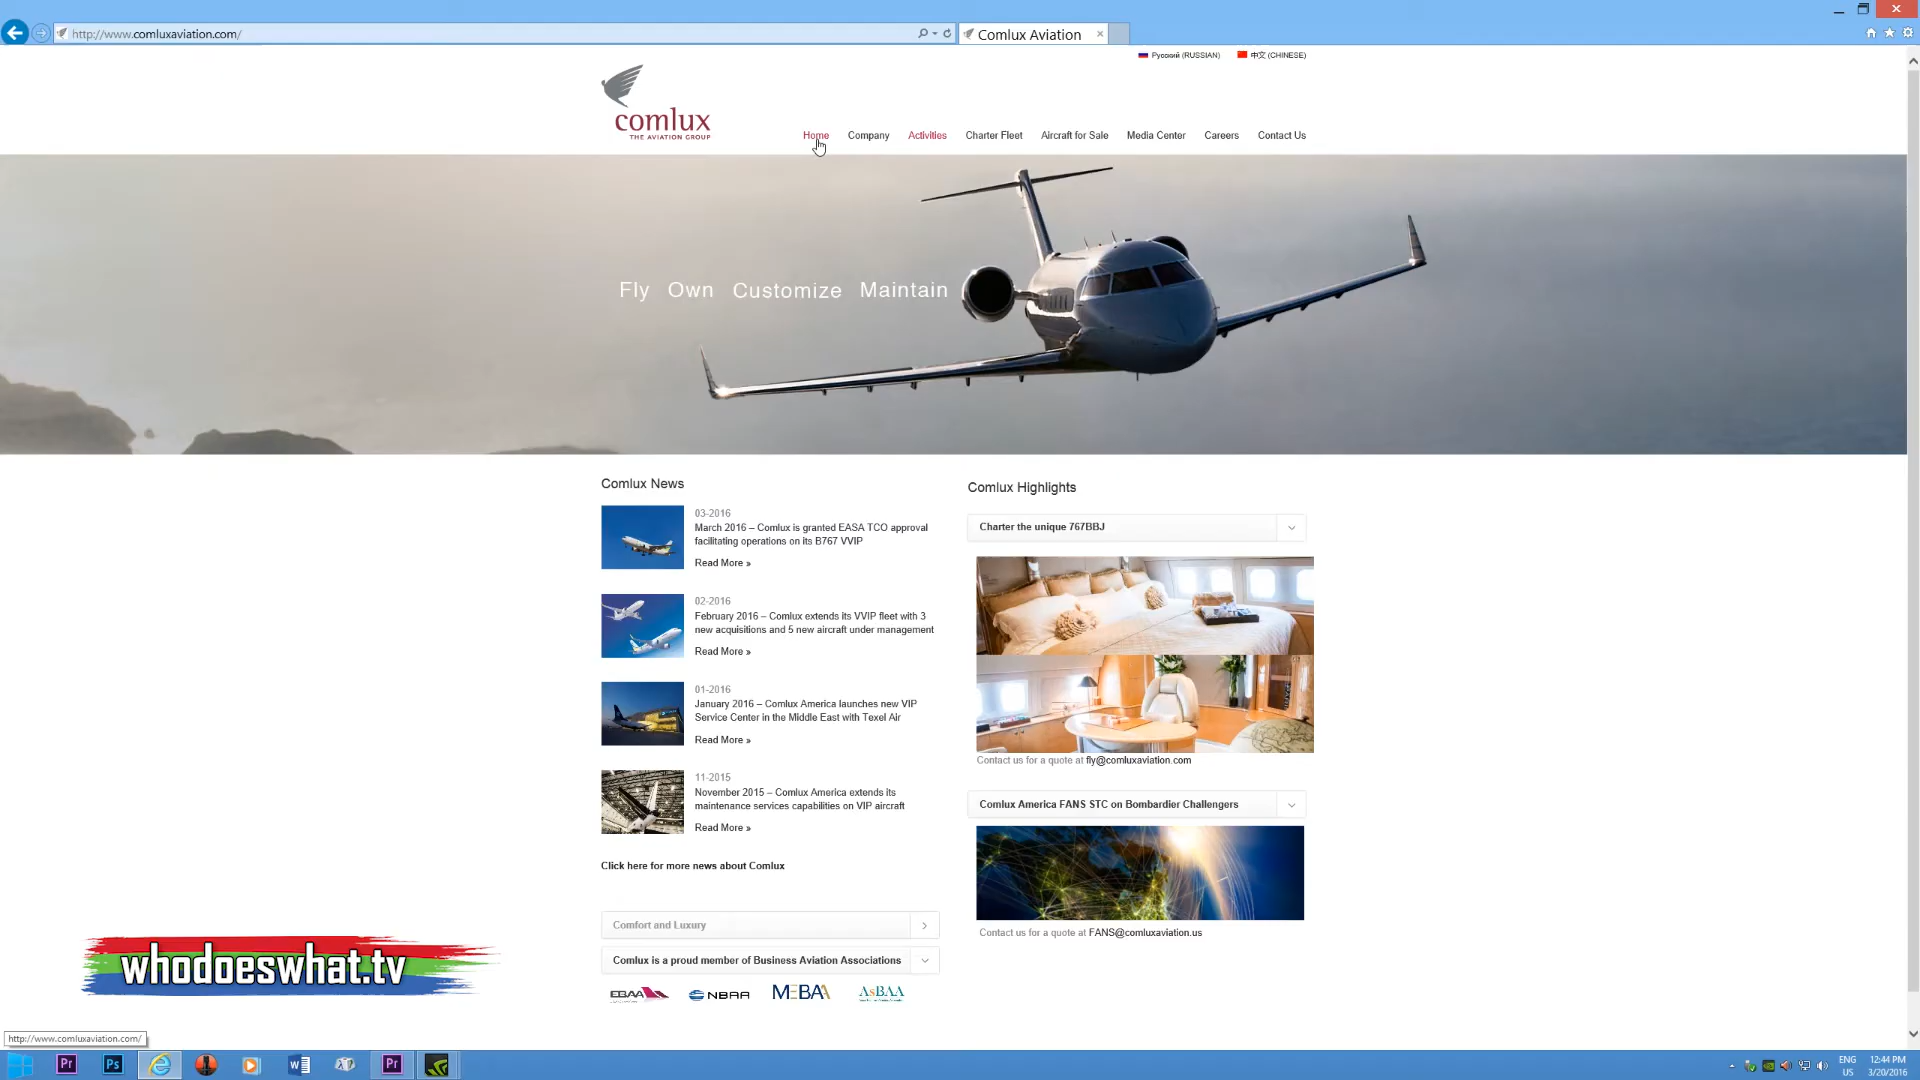 http://www.comluxaviation.com/
Comlux Aviation
Русский (RUSSIAN)
中文 (CHINESE)
comlux
THE AVIATION GROUP
Home Company Activities Charter Fleet Aircraft for Sale Media Center Careers Contact Us
Fly Own Customize Maintain
Comlux News
03-2016
March 2016 – Comlux is granted EASA TCO approval
facilitating operations on its B767 VVIP
Read More »
02-2016
February 2016 – Comlux extends its VVIP fleet with 3
new acquisitions and 5 new aircraft under management
Read More »
01-2016
January 2016 – Comlux America launches new VIP
Service Center in the Middle East with Texel Air
Read More »
11-2015
November 2015 – Comlux America extends its
maintenance services capabilities on VIP aircraft
Read More »
Click here for more news about Comlux
Comfort and Luxury
Comlux is a proud member of Business Aviation Associations
EBAA NBAA MEBAA AsBAA
Comlux Highlights
Charter the unique 767BBJ
Contact us for a quote at fly@comluxaviation.com
Comlux America FANS STC on Bombardier Challengers
Contact us for a quote at FANS@comluxaviation.us
whodoeswhat.tv
http://www.comluxaviation.com/
Pr Ps Pr
ENG 12:44 PM
US 3/20/2016